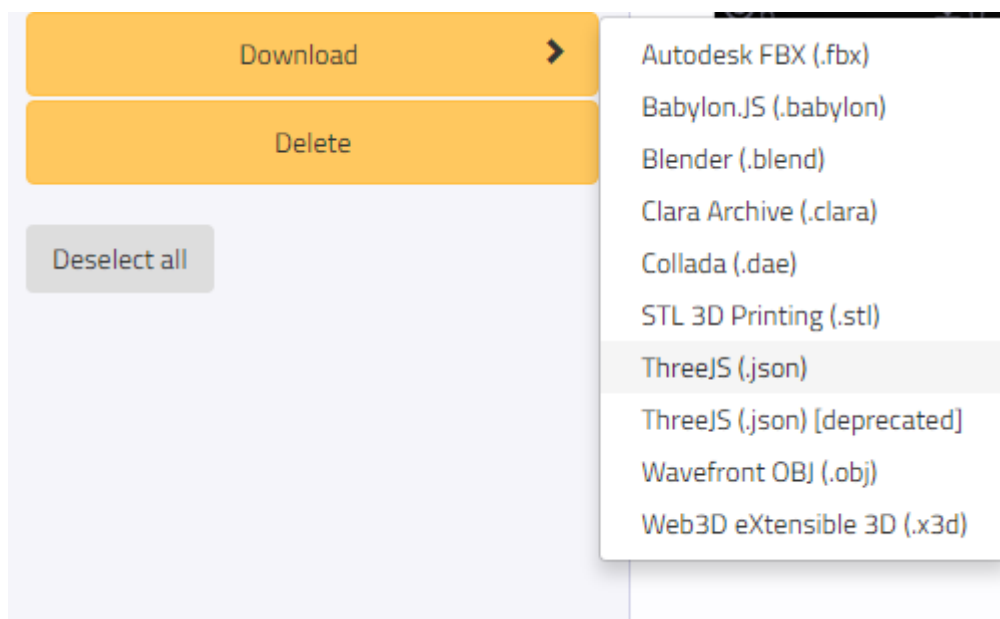 Download
Delete
Deselect all
Autodesk FBX (.fbx)
Babylon.JS (.babylon)
Blender (.blend)
Clara Archive (.clara)
Collada (.dae)
STL 3D Printing (.stl)
ThreeJS (.json)
ThreeJS (.json) [deprecated]
Wavefront OBJ (.obj)
Web3D eXtensible 3D (.x3d)